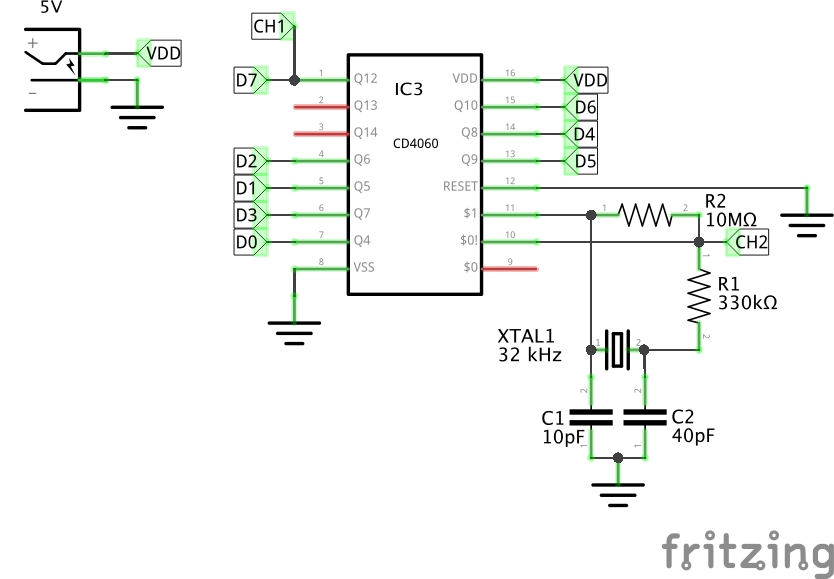 5V
+
VDD
−
CH1
D7
1
Q12
2
Q13
3
Q14
D2
4
Q6
D1
5
Q5
D3
6
Q7
D0
7
Q4
8
VSS
IC3
CD4060
VDD
16
VDD
Q10
15
D6
Q8
14
D4
Q9
13
D5
RESET
12
$1
11
$0!
10
$0
9
1
2
R2
10MΩ
CH2
1
R1
330kΩ
2
XTAL1
32 kHz
1
2
2
2
C1
10pF
1
C2
40pF
1
fritzing